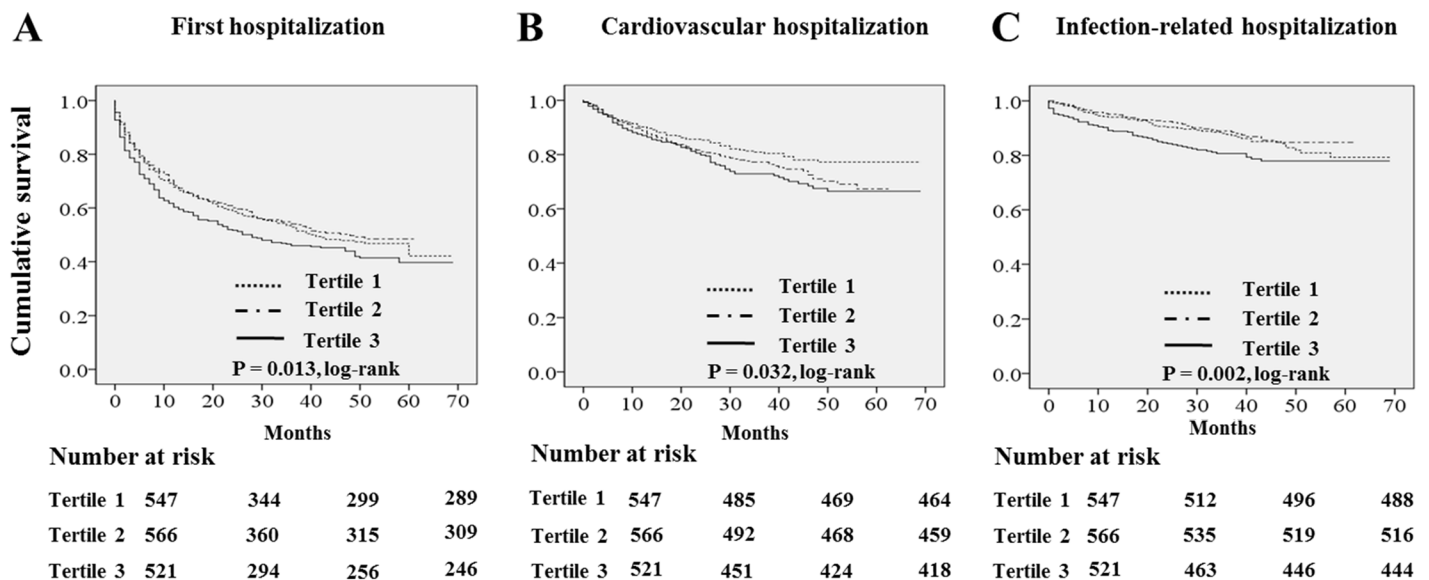 A First hospitalization
Cumulative survival
1.0
0.8
0.6
0.4
0.2
0.0
Tertile 1
Tertile 2
Tertile 3
P = 0.013, log-rank
0 10 20 30 40 50 60 70
Months
Number at risk
Tertile 1 547 344 299 289
Tertile 2 566 360 315 309
Tertile 3 521 294 256 246
B Cardiovascular hospitalization
1.0
0.8
0.6
0.4
0.2
0.0
Tertile 1
Tertile 2
Tertile 3
P = 0.032, log-rank
0 10 20 30 40 50 60 70
Months
Number at risk
Tertile 1 547 485 469 464
Tertile 2 566 492 468 459
Tertile 3 521 451 424 418
C Infection-related hospitalization
1.0
0.8
0.6
0.4
0.2
0.0
Tertile 1
Tertile 2
Tertile 3
P = 0.002, log-rank
0 10 20 30 40 50 60 70
Months
Number at risk
Tertile 1 547 512 496 488
Tertile 2 566 535 519 516
Tertile 3 521 463 446 444